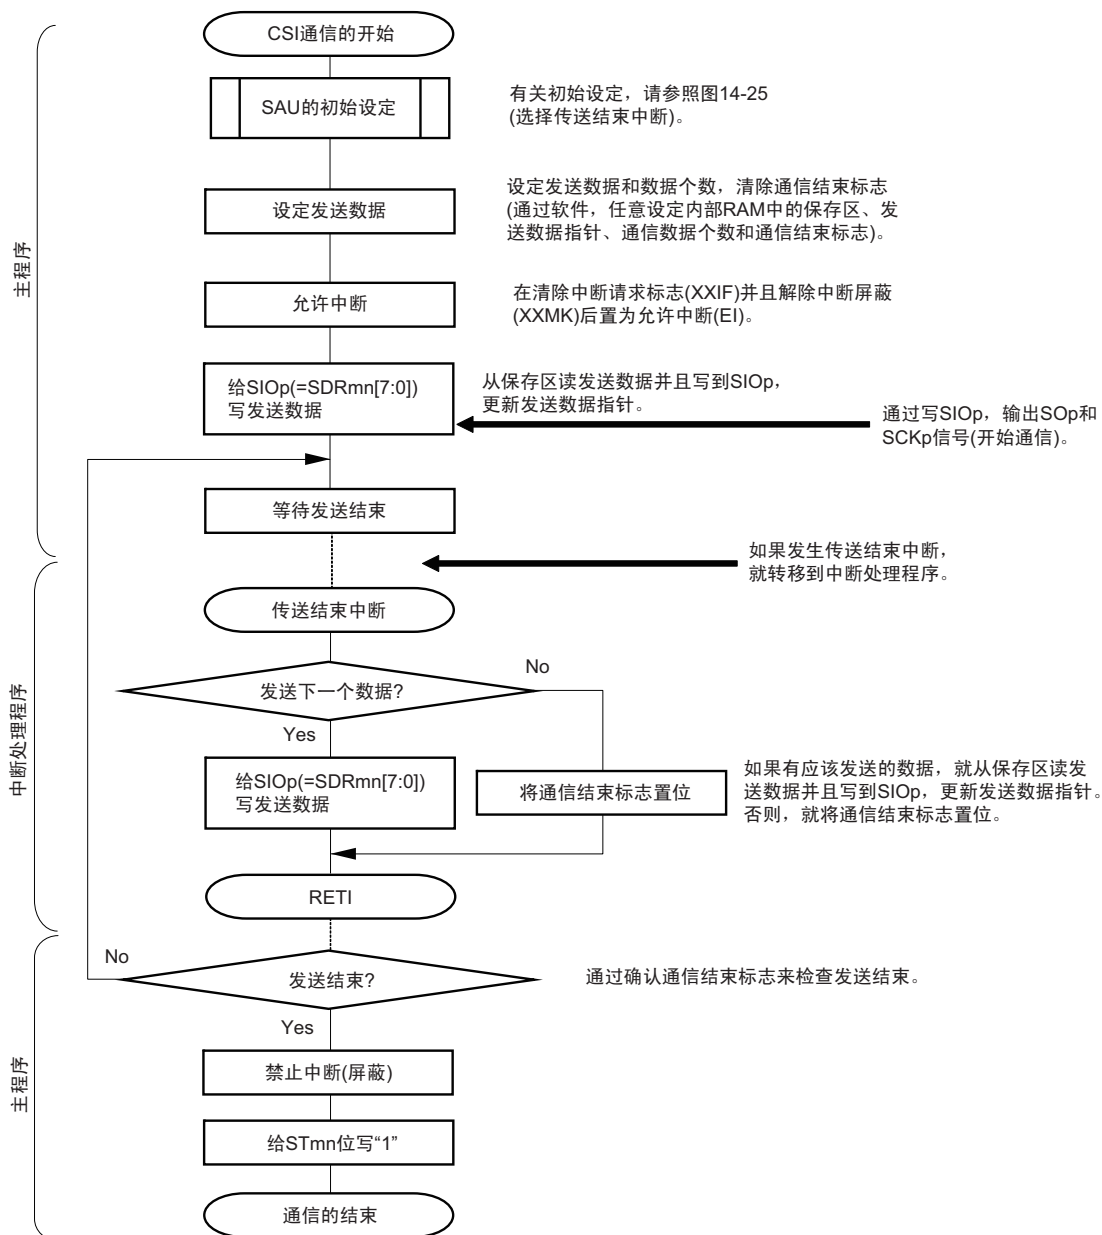 CSI通信的开始
SAU的初始设定
有关初始设定，请参照图14-25
(选择传送结束中断)。
设定发送数据
设定发送数据和数据个数，清除通信结束标志
(通过软件，任意设定内部RAM中的保存区、发
送数据指针、通信数据个数和通信结束标志)。
主程序
允许中断
在清除中断请求标志(XXIF)并且解除中断屏蔽
(XXMK)后置为允许中断(EI)。
给SIOp(=SDRmn[7:0])
写发送数据
从保存区读发送数据并且写到SIOp，
更新发送数据指针。
通过写SIOp，输出SOp和
SCKp信号(开始通信)。
等待发送结束
如果发生传送结束中断，
就转移到中断处理程序。
传送结束中断
No
发送下一个数据?
Yes
中断处理程序
给SIOp(=SDRmn[7:0])
写发送数据
将通信结束标志置位
如果有应该发送的数据，就从保存区读发
送数据并且写到SIOp，更新发送数据指针。
否则，就将通信结束标志置位。
RETI
No
发送结束?
通过确认通信结束标志来检查发送结束。
Yes
主程序
禁止中断(屏蔽)
给STmn位写“1”
通信的结束